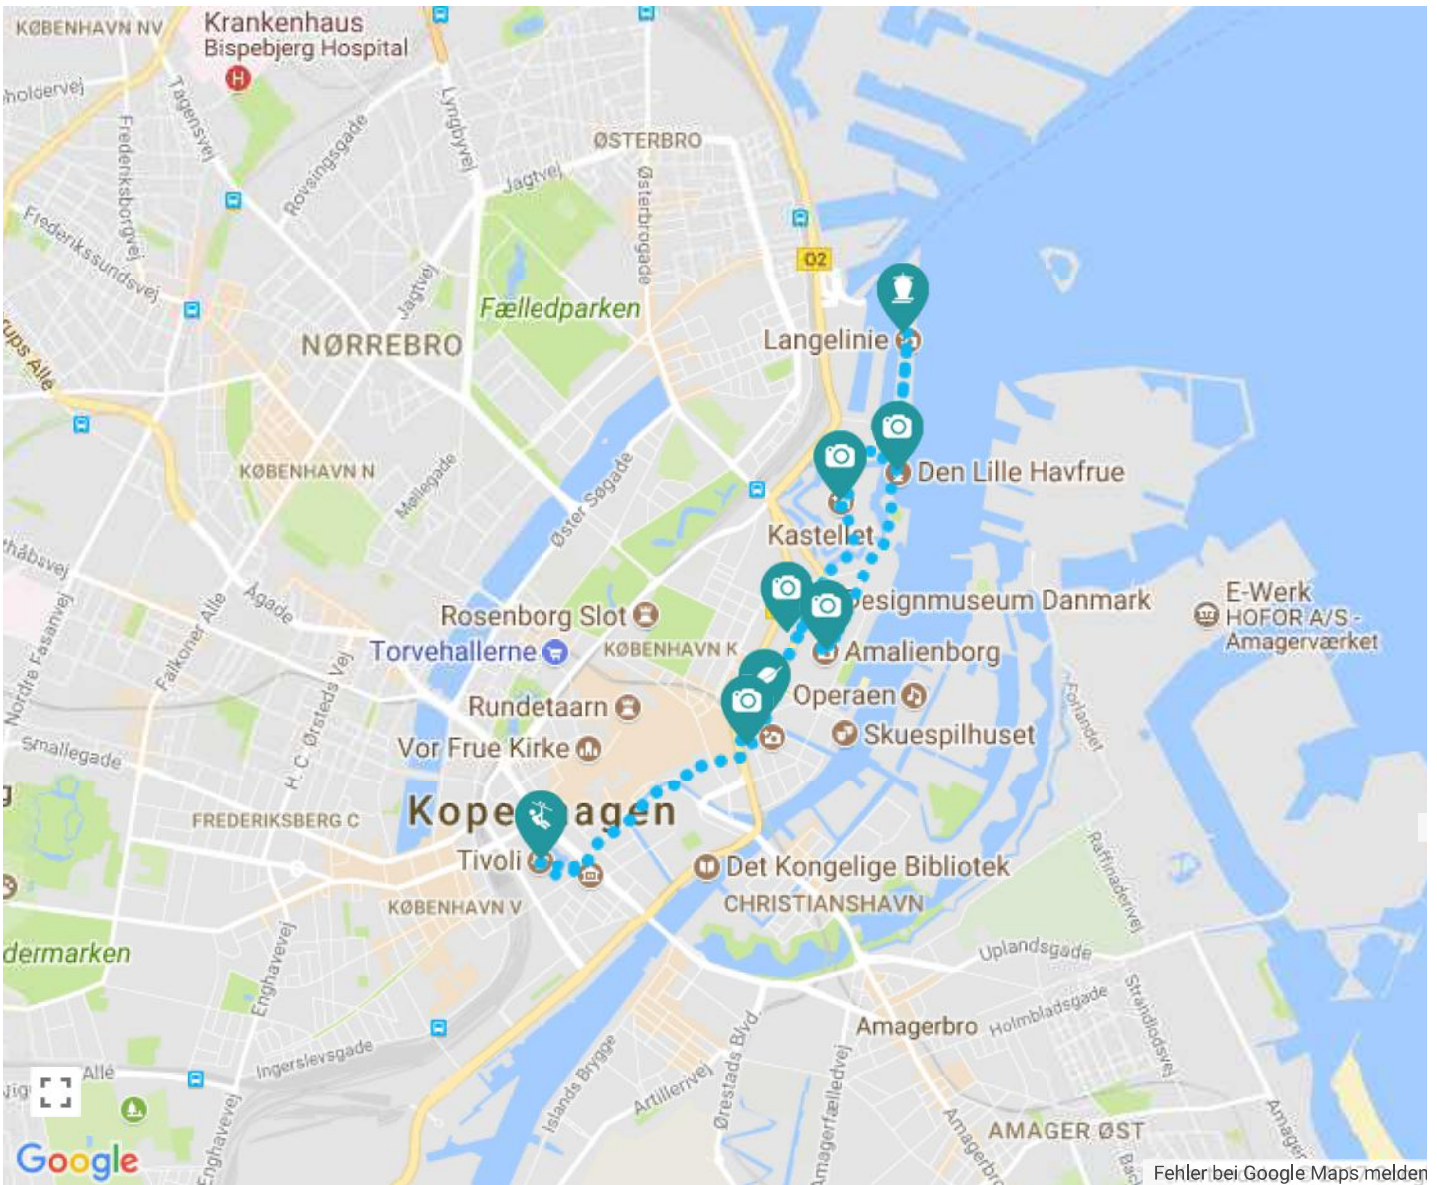 KØBENHAVN NV
Krankenhaus
Bispebjerg Hospital
H
Tagensvej
Frederiksborgvej
Rovsingsgade
Lyngbyvej
ØSTERBRO
Jagtvej
Østerbrogade
Frederikssundsvej
Jagtvej
O2
Fælledparken
Langelinie
NØRREBRO
Allé
KØBENHAVN N
Møllegade
Øster Søgade
Den Lille Havfrue
Kastellet
Ågade
Falkoner Alle
Nordre Fasanvej
H. C. Ørsteds Vej
Rosenborg Slot
Designmuseum Danmark
E-Werk
HOFOR A/S -
Amagerværket
Torvehallerne
KØBENHAVN K
Amalienborg
Rundetaarn
Operaen
Forlandet
Vor Frue Kirke
Skuespilhuset
Smallegade
FREDERIKSBERG C
Tivoli
Det Kongelige Bibliotek
Raffinaderivej
KØBENHAVN V
CHRISTIANSHAVN
Enghavevej
Uplandsgade
Strandlodsvej
Holmbladsgade
Amagerbro
Ingerslevsgade
Islands Brygge
Artillerivej
Ørestads Blvd.
Amagerfælledvej
Allé
Enghavevej
AMAGER ØST
Google
Fehler bei Google Maps melden